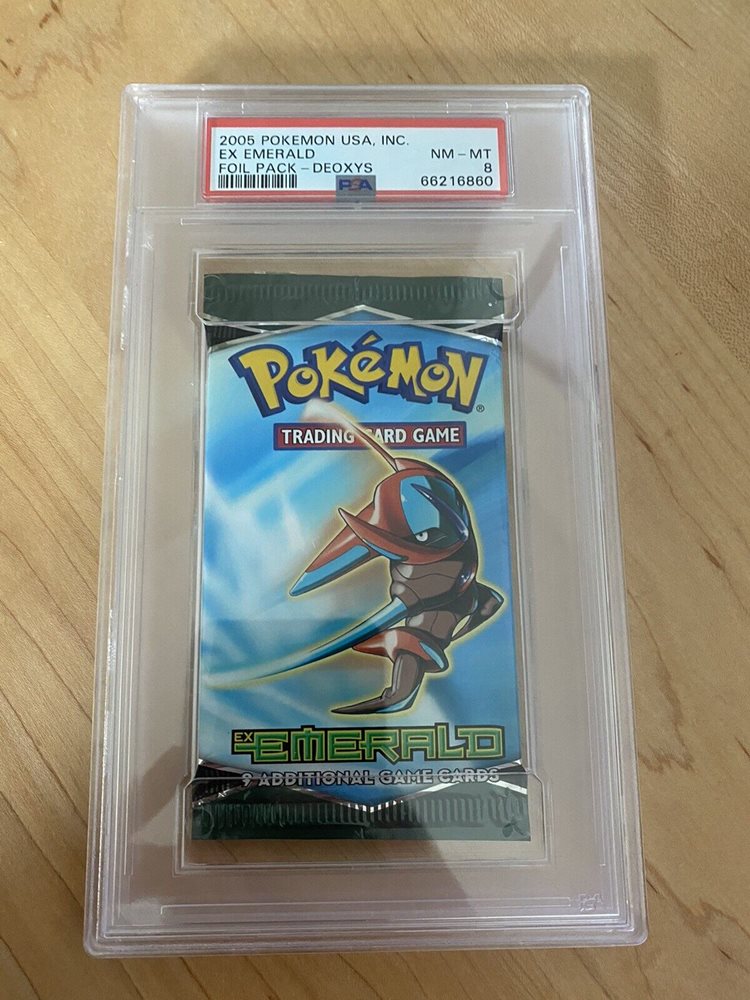 2005 POKEMON USA, INC.
EX EMERALD NM - MT
FOIL PACK - DEOXYS 8
PSA 66216860
POKéMON®
TRADING CARD GAME
EX EMERALD
9 ADDITIONAL GAME CARDS